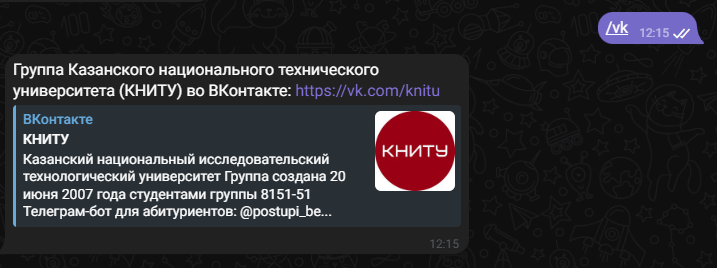 /vk
12:15
Группа Казанского национального технического
университета (КНИТУ) во ВКонтакте: https://vk.com/knitu
ВКонтакте
КНИТУ
Казанский национальный исследовательский
технологический университет Группа создана 20
июня 2007 года студентами группы 8151-51
Телеграм-бот для абитуриентов: @postupi_be...
КНИТУ
12:15